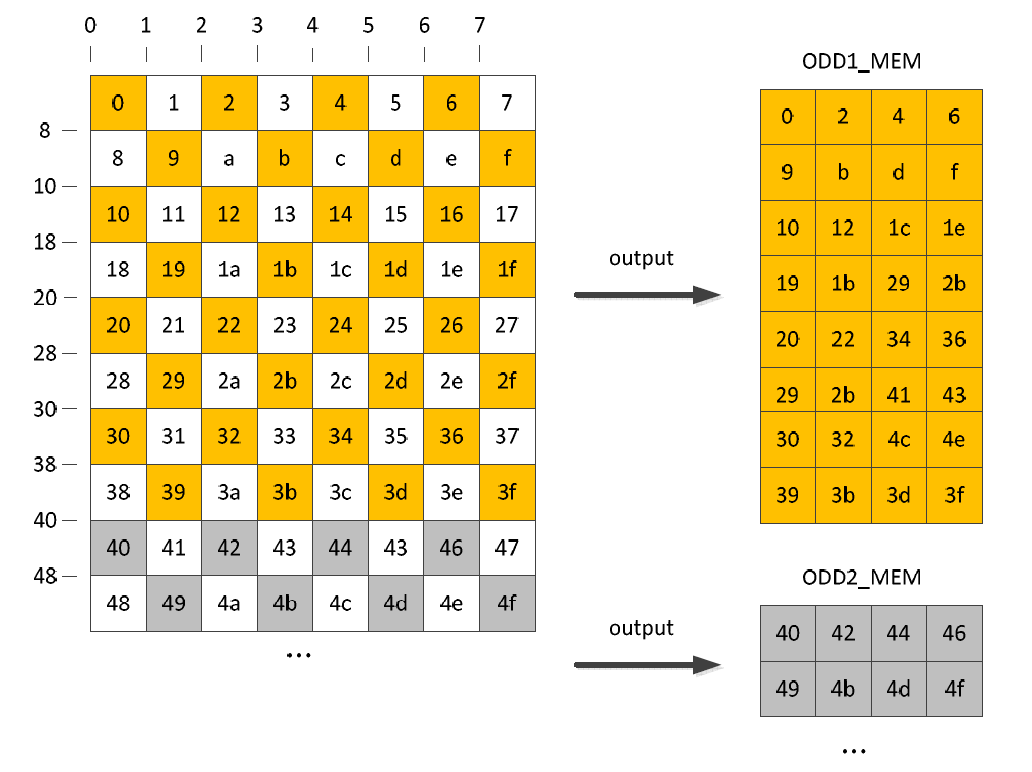 0 1 2 3 4 5 6 7
0 1 2 3 4 5 6 7
8
8 9 a b c d e f
10
10 11 12 13 14 15 16 17
18
18 19 1a 1b 1c 1d 1e 1f
20
20 21 22 23 24 25 26 27
28
28 29 2a 2b 2c 2d 2e 2f
30
30 31 32 33 34 35 36 37
38
38 39 3a 3b 3c 3d 3e 3f
40
40 41 42 43 44 43 46 47
48
48 49 4a 4b 4c 4d 4e 4f
...
output
output
ODD1_MEM
0 2 4 6
9 b d f
10 12 1c 1e
19 1b 29 2b
20 22 34 36
29 2b 41 43
30 32 4c 4e
39 3b 3d 3f
ODD2_MEM
40 42 44 46
49 4b 4d 4f
...